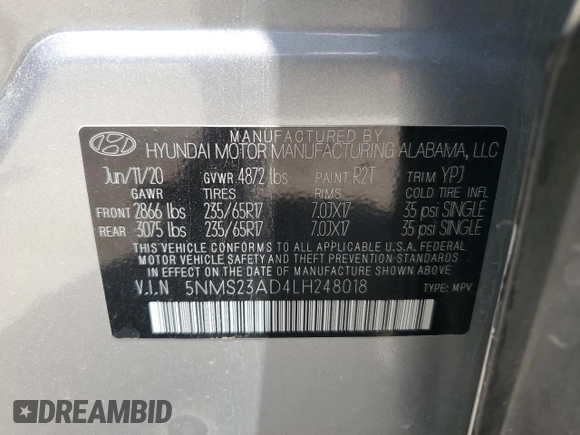 MANUFACTURED BY
HYUNDAI MOTOR MANUFACTURING ALABAMA, LLC
Jun/11/20 GVWR 4872 lbs PAINT R2T TRIM YPJ
GAWR TIRES RIMS COLD TIRE INFL
FRONT 2866 lbs 235/65R17 7.0JX17 35 psi SINGLE
REAR 3075 lbs 235/65R17 7.0JX17 35 psi SINGLE
THIS VEHICLE CONFORMS TO ALL APPLICABLE U.S.A. FEDERAL
MOTOR VEHICLE SAFETY AND THEFT PREVENTION STANDARDS
IN EFFECT ON THE DATE OF MANUFACTURE SHOWN ABOVE.
V.I.N 5NMS23AD4LH248018 TYPE: MPV
DREAMBID